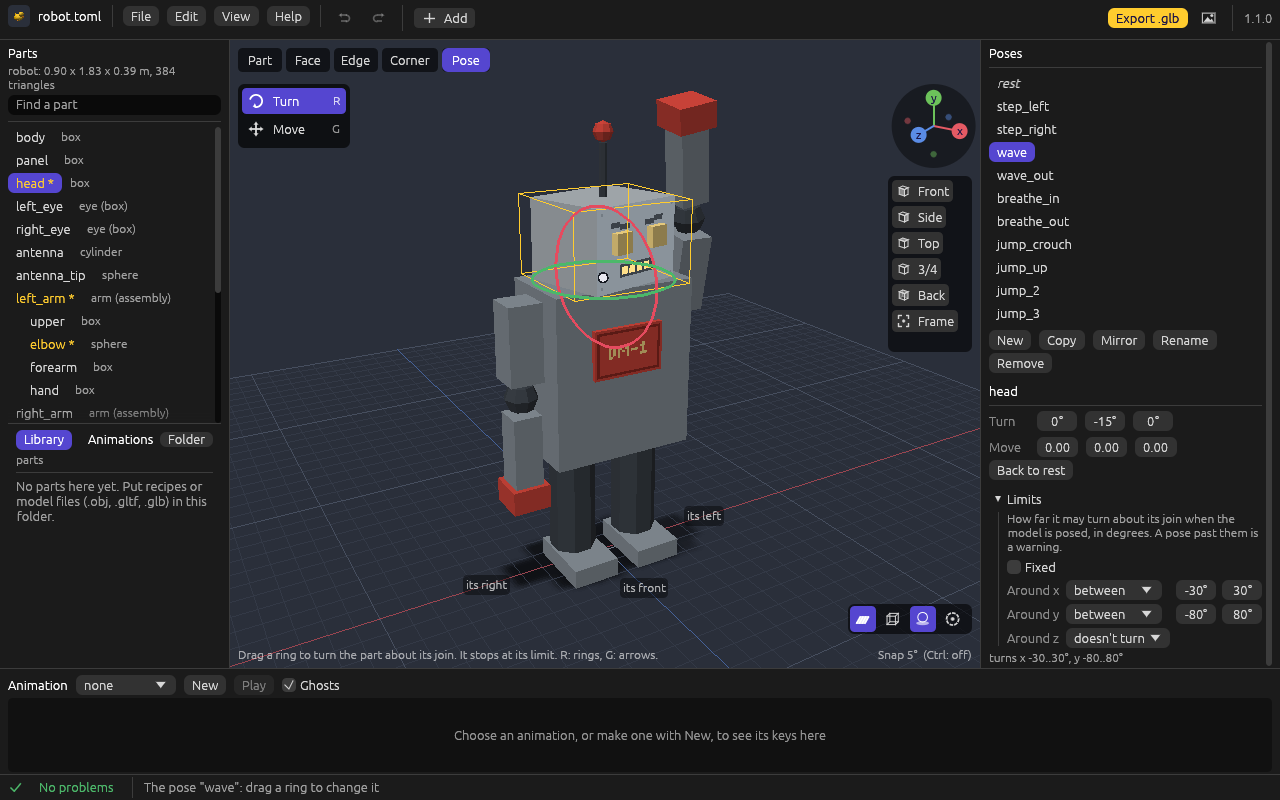 robot.toml
File
Edit
View
Help
Add
Export .glb
1.1.0
Parts
robot: 0.90 x 1.83 x 0.39 m, 384
triangles
Find a part
body box
panel box
head * box
left_eye eye (box)
right_eye eye (box)
antenna cylinder
antenna_tip sphere
left_arm * arm (assembly)
upper box
elbow * sphere
forearm box
hand box
right_arm arm (assembly)
Library Animations Folder
parts
No parts here yet. Put recipes or
model files (.obj, .gltf, .glb) in this
folder.
Part Face Edge Corner Pose
Turn R
Move G
y
z
x
Front
Side
Top
3/4
Back
Frame
its left
its right
its front
Drag a ring to turn the part about its join. It stops at its limit. R: rings, G: arrows.
Snap 5° (Ctrl: off)
Poses
rest
step_left
step_right
wave
wave_out
breathe_in
breathe_out
jump_crouch
jump_up
jump_2
jump_3
New Copy Mirror Rename
Remove
head
Turn 0° -15° 0°
Move 0.00 0.00 0.00
Back to rest
Limits
How far it may turn about its join when the
model is posed, in degrees. A pose past them is
a warning.
Fixed
Around x between -30° 30°
Around y between -80° 80°
Around z doesn't turn
turns x -30..30°, y -80..80°
Animation none New Play Ghosts
Choose an animation, or make one with New, to see its keys here
No problems
The pose "wave": drag a ring to change it